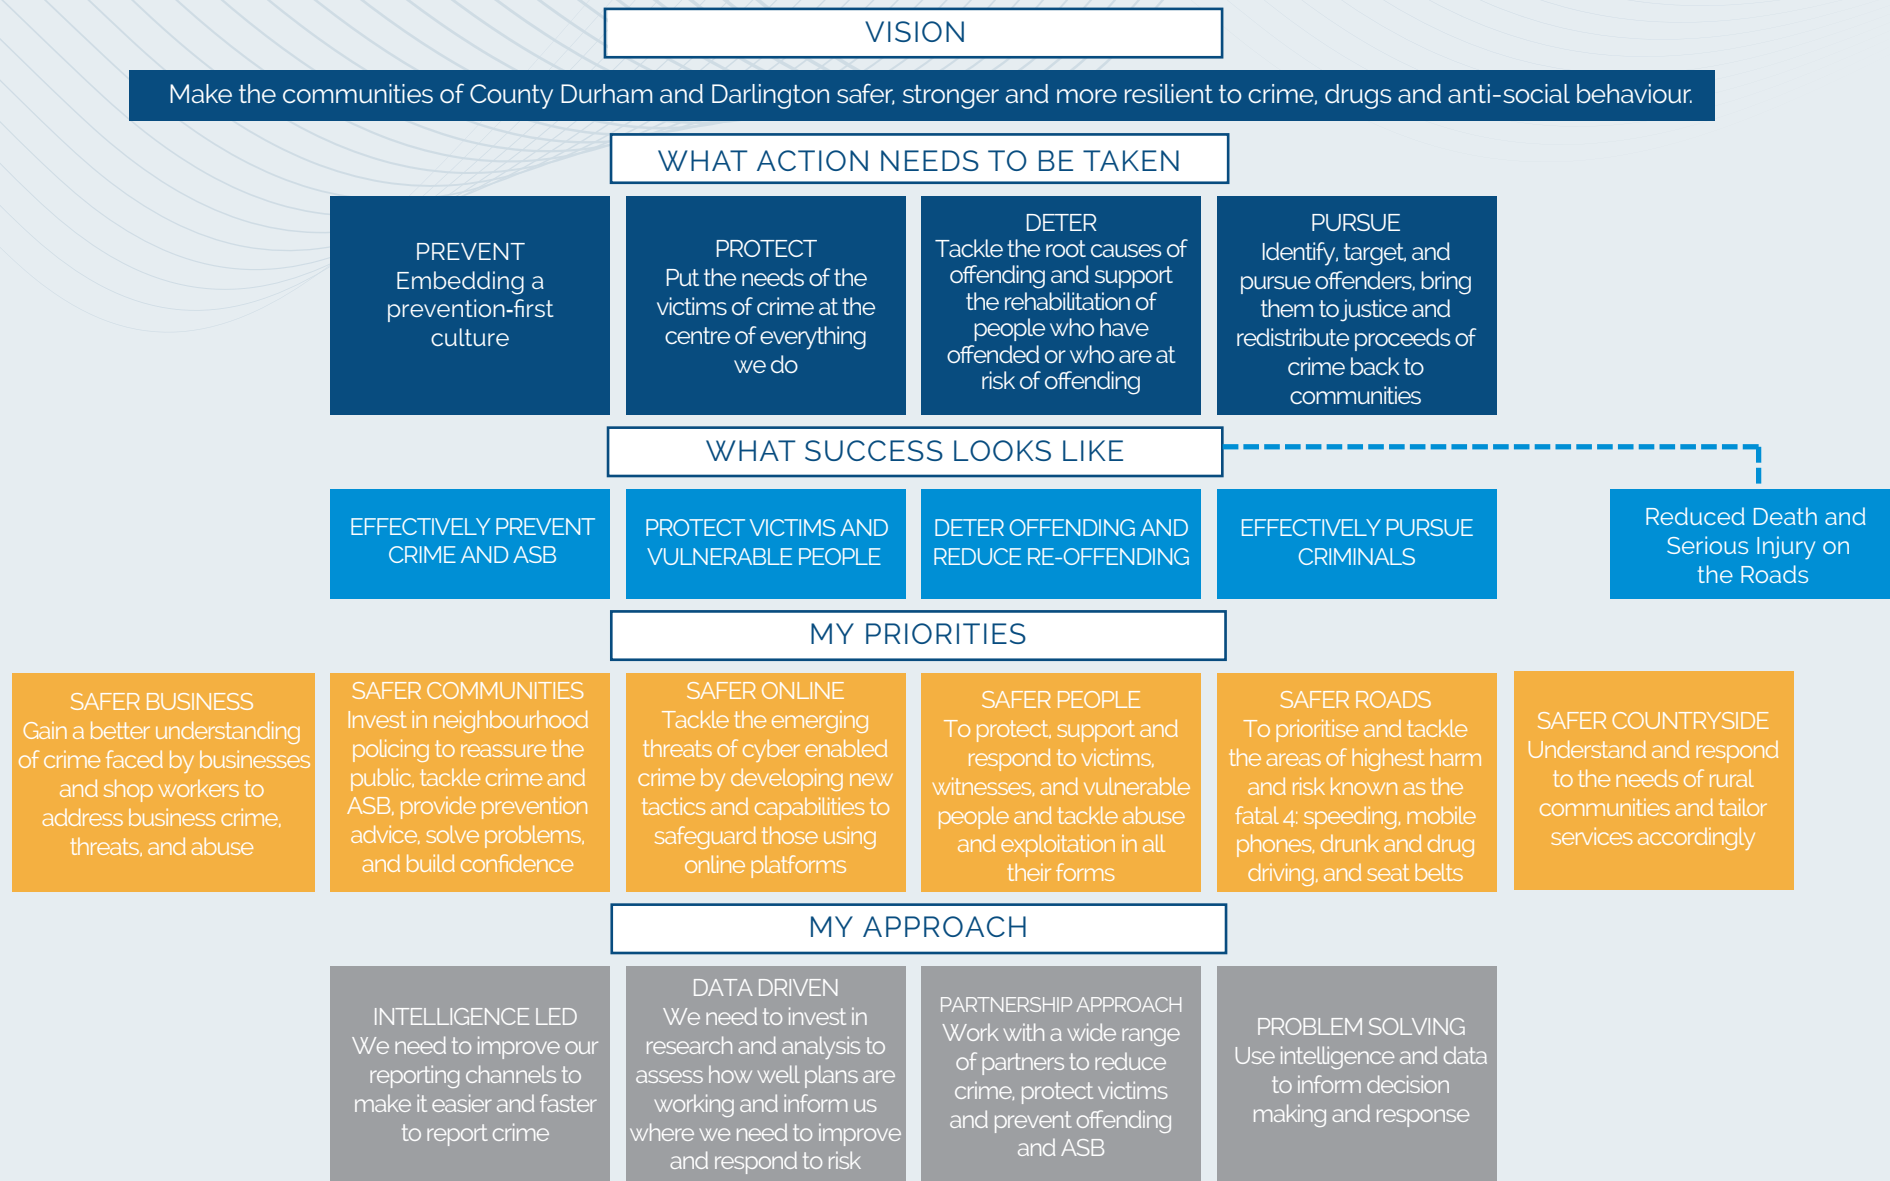 VISION
Make the communities of County Durham and Darlington safer, stronger and more resilient to crime, drugs and anti-social behaviour.
WHAT ACTION NEEDS TO BE TAKEN
PREVENT
Embedding a
prevention-first
culture
PROTECT
Put the needs of the
victims of crime at the
centre of everything
we do
DETER
Tackle the root causes of
offending and support
the rehabilitation of
people who have
offended or who are at
risk of offending
PURSUE
Identify, target, and
pursue offenders, bring
them to justice and
redistribute proceeds of
crime back to
communities
WHAT SUCCESS LOOKS LIKE
EFFECTIVELY PREVENT
CRIME AND ASB
PROTECT VICTIMS AND
VULNERABLE PEOPLE
DETER OFFENDING AND
REDUCE RE-OFFENDING
EFFECTIVELY PURSUE
CRIMINALS
Reduced Death and
Serious Injury on
the Roads
MY PRIORITIES
SAFER BUSINESS
Gain a better understanding
of crime faced by businesses
and shop workers to
address business crime,
threats, and abuse
SAFER COMMUNITIES
Invest in neighbourhood
policing to reassure the
public, tackle crime and
ASB, provide prevention
advice, solve problems,
and build confidence
SAFER ONLINE
Tackle the emerging
threats of cyber enabled
crime by developing new
tactics and capabilities to
safeguard those using
online platforms
SAFER PEOPLE
To protect, support and
respond to victims,
witnesses, and vulnerable
people and tackle abuse
and exploitation in all
their forms
SAFER ROADS
To prioritise and tackle
the areas of highest harm
and risk known as the
fatal 4: speeding, mobile
phones, drunk and drug
driving, and seat belts
SAFER COUNTRYSIDE
Understand and respond
to the needs of rural
communities and tailor
services accordingly
MY APPROACH
INTELLIGENCE LED
We need to improve our
reporting channels to
make it easier and faster
to report crime
DATA DRIVEN
We need to invest in
research and analysis to
assess how well plans are
working and inform us
where we need to improve
and respond to risk
PARTNERSHIP APPROACH
Work with a wide range
of partners to reduce
crime, protect victims
and prevent offending
and ASB
PROBLEM SOLVING
Use intelligence and data
to inform decision
making and response